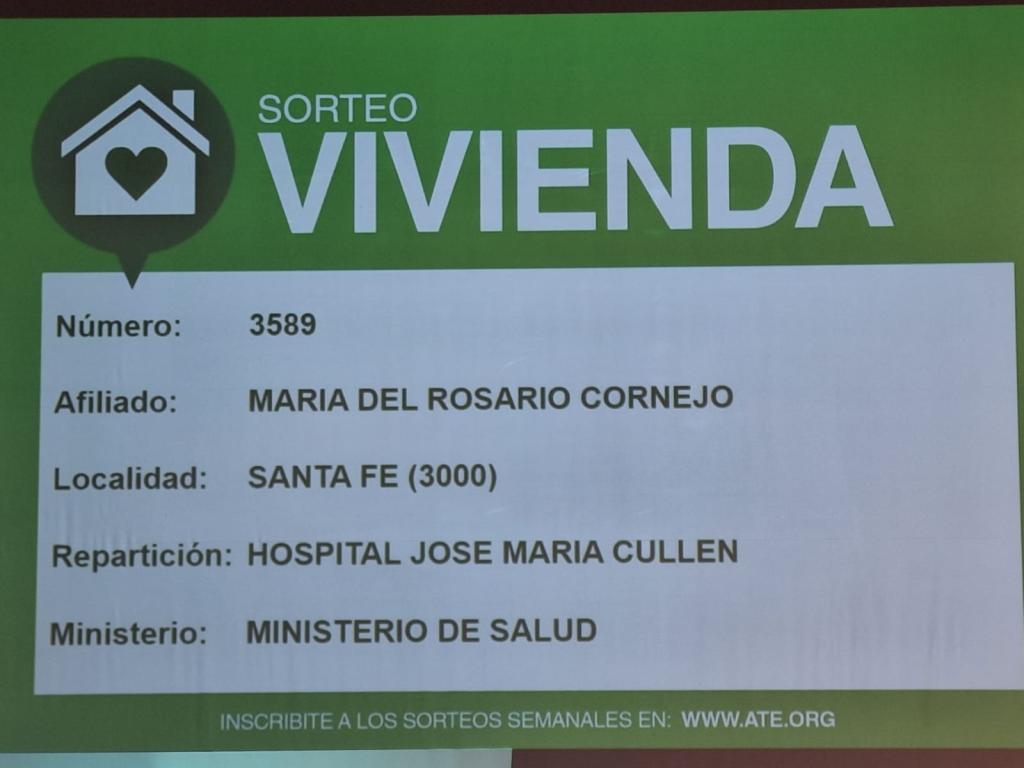 SORTEO
VIVIENDA
Número: 3589
Afiliado: MARIA DEL ROSARIO CORNEJO
Localidad: SANTA FE (3000)
Repartición: HOSPITAL JOSE MARIA CULLEN
Ministerio: MINISTERIO DE SALUD
INSCRIBITE A LOS SORTEOS SEMANALES EN: WWW.ATE.ORG